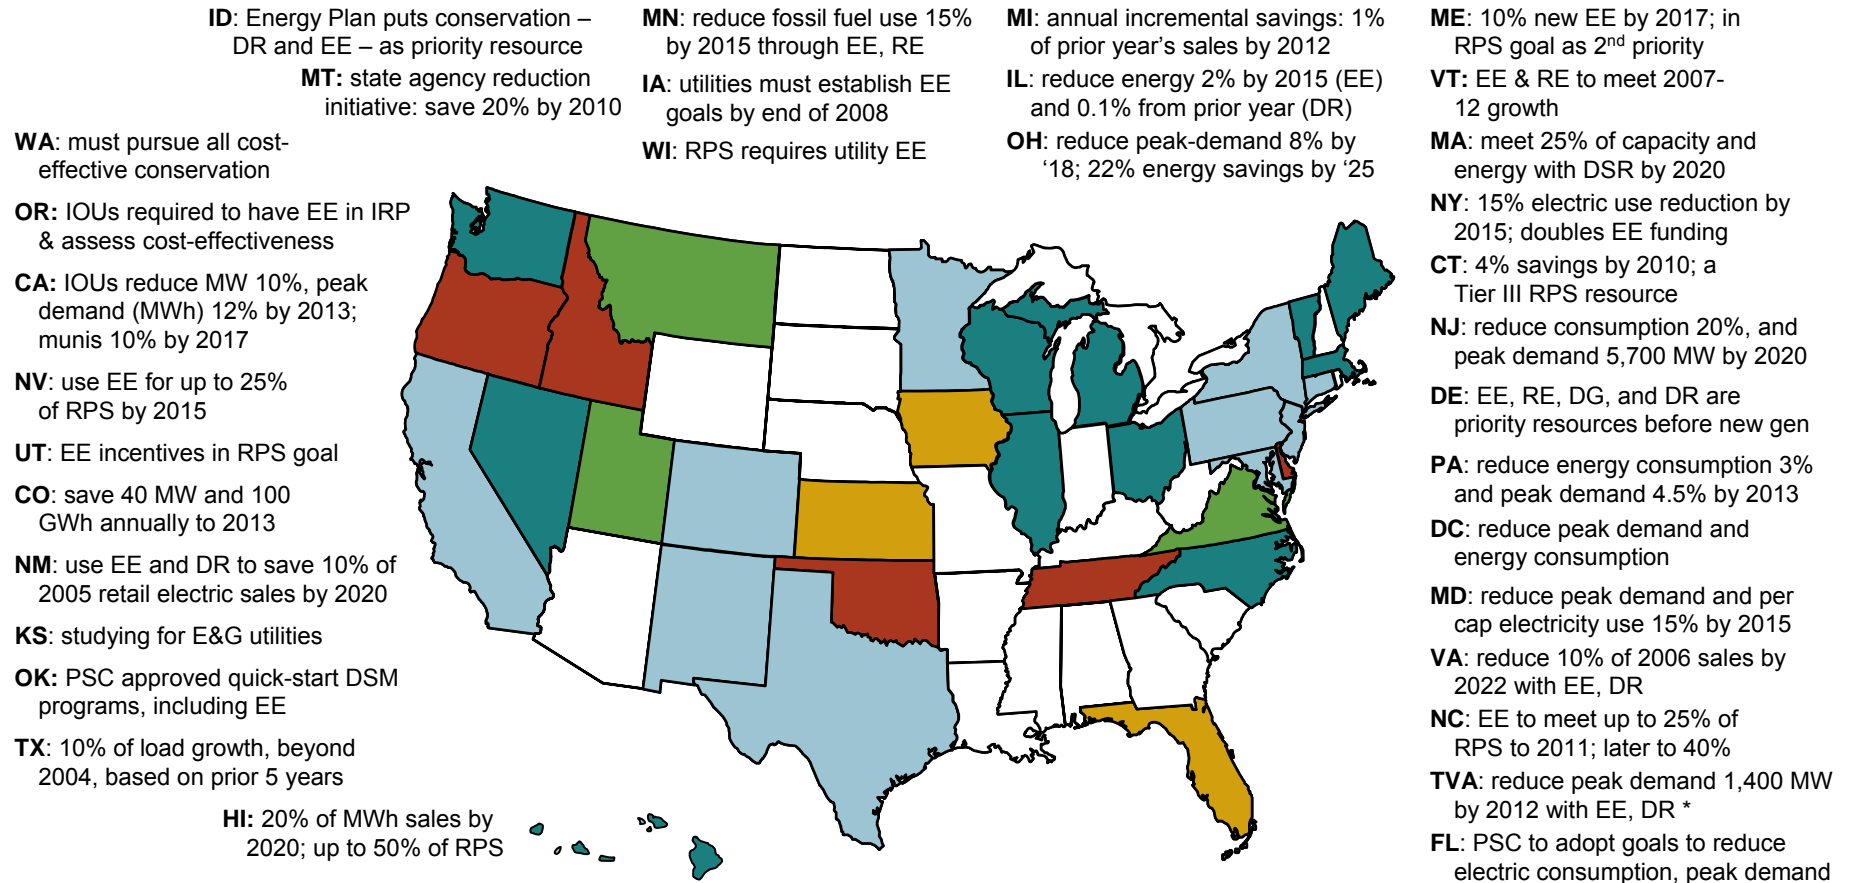 ID: Energy Plan puts conservation –
DR and EE – as priority resource
MT: state agency reduction
initiative: save 20% by 2010
WA: must pursue all cost-
effective conservation
OR: IOUs required to have EE in IRP
& assess cost-effectiveness
CA: IOUs reduce MW 10%, peak
demand (MWh) 12% by 2013;
munis 10% by 2017
NV: use EE for up to 25%
of RPS by 2015
UT: EE incentives in RPS goal
CO: save 40 MW and 100
GWh annually to 2013
NM: use EE and DR to save 10% of
2005 retail electric sales by 2020
KS: studying for E&G utilities
OK: PSC approved quick-start DSM
programs, including EE
TX: 10% of load growth, beyond
2004, based on prior 5 years
HI: 20% of MWh sales by
2020; up to 50% of RPS
MN: reduce fossil fuel use 15%
by 2015 through EE, RE
IA: utilities must establish EE
goals by end of 2008
WI: RPS requires utility EE
MI: annual incremental savings: 1%
of prior year's sales by 2012
IL: reduce energy 2% by 2015 (EE)
and 0.1% from prior year (DR)
OH: reduce peak-demand 8% by
‘18; 22% energy savings by ‘25
ME: 10% new EE by 2017; in
RPS goal as 2nd priority
VT: EE & RE to meet 2007-
12 growth
MA: meet 25% of capacity and
energy with DSR by 2020
NY: 15% electric use reduction by
2015; doubles EE funding
CT: 4% savings by 2010; a
Tier III RPS resource
NJ: reduce consumption 20%, and
peak demand 5,700 MW by 2020
DE: EE, RE, DG, and DR are
priority resources before new gen
PA: reduce energy consumption 3%
and peak demand 4.5% by 2013
DC: reduce peak demand and
energy consumption
MD: reduce peak demand and per
cap electricity use 15% by 2015
VA: reduce 10% of 2006 sales by
2022 with EE, DR
NC: EE to meet up to 25% of
RPS to 2011; later to 40%
TVA: reduce peak demand 1,400 MW
by 2012 with EE, DR *
FL: PSC to adopt goals to reduce
electric consumption, peak demand